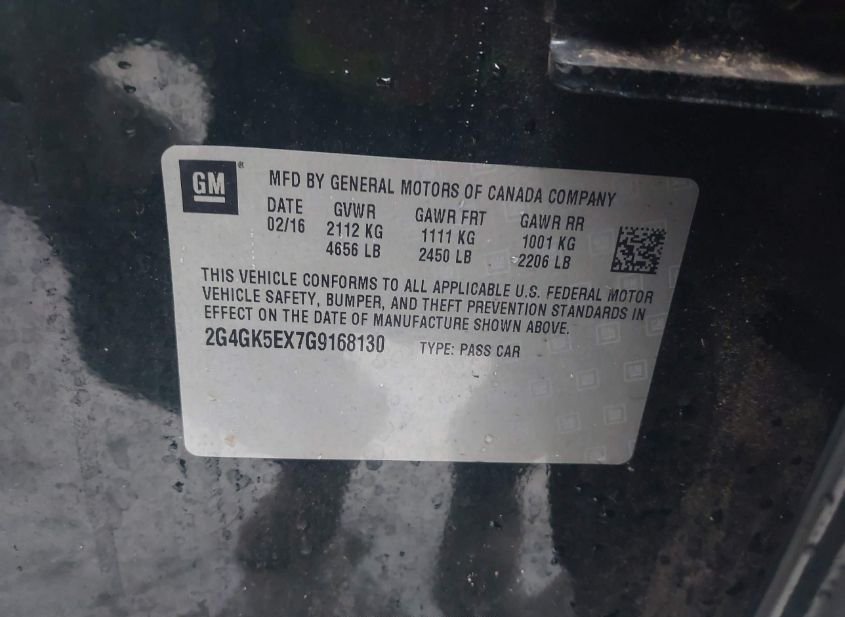 GM®
MFD BY GENERAL MOTORS OF CANADA COMPANY
DATE GVWR GAWR FRT GAWR RR
02/16 2112 KG 1111 KG 1001 KG
4656 LB 2450 LB 2206 LB
THIS VEHICLE CONFORMS TO ALL APPLICABLE U.S. FEDERAL MOTOR
VEHICLE SAFETY, BUMPER, AND THEFT PREVENTION STANDARDS IN
EFFECT ON THE DATE OF MANUFACTURE SHOWN ABOVE.
2G4GK5EX7G9168130 TYPE: PASS CAR